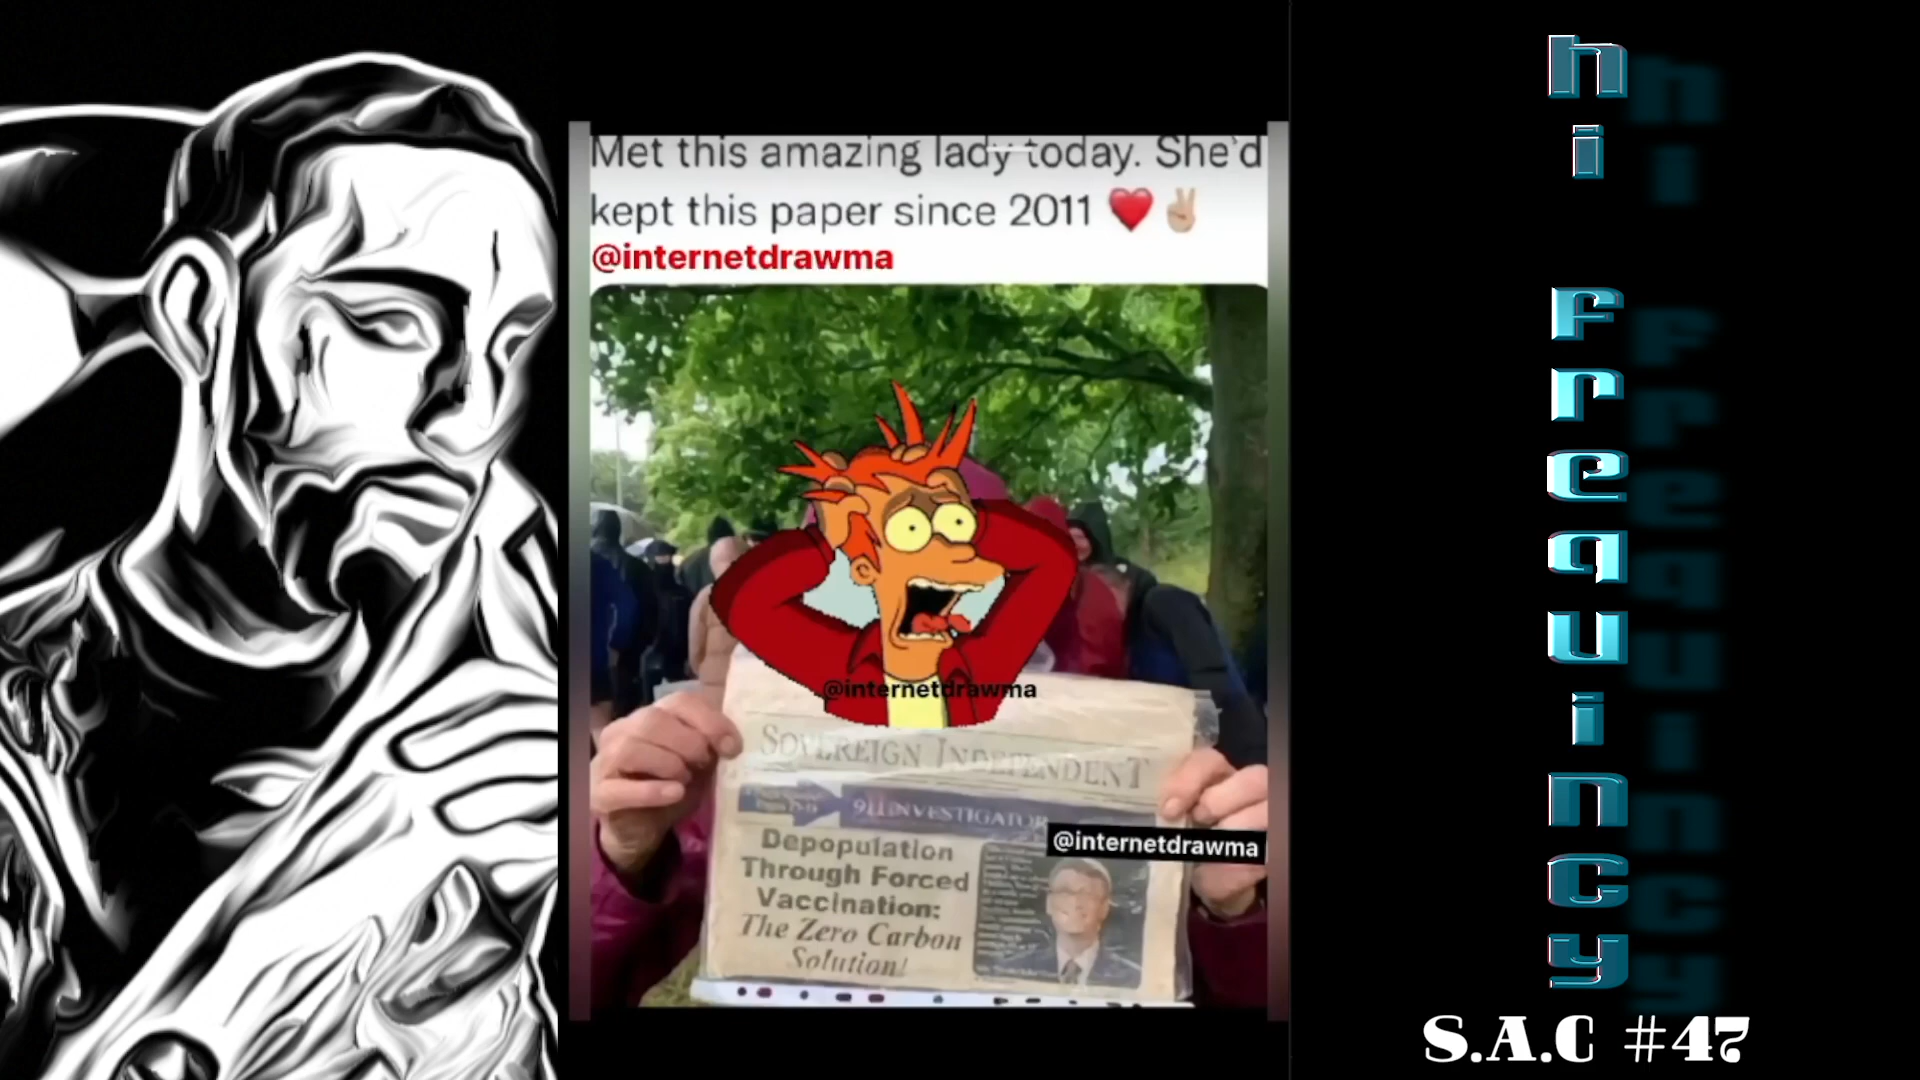 Met this amazing lady today. She'd
kept this paper since 2011 ❤️✌🏼
@internetdrawma
@internetdrawma
SOVEREIGN INDEPENDENT
911INVESTIGATOR
@internetdrawma
Depopulation
Through Forced
Vaccination:
The Zero Carbon
Solution!
hi frequincy
S.A.C #47